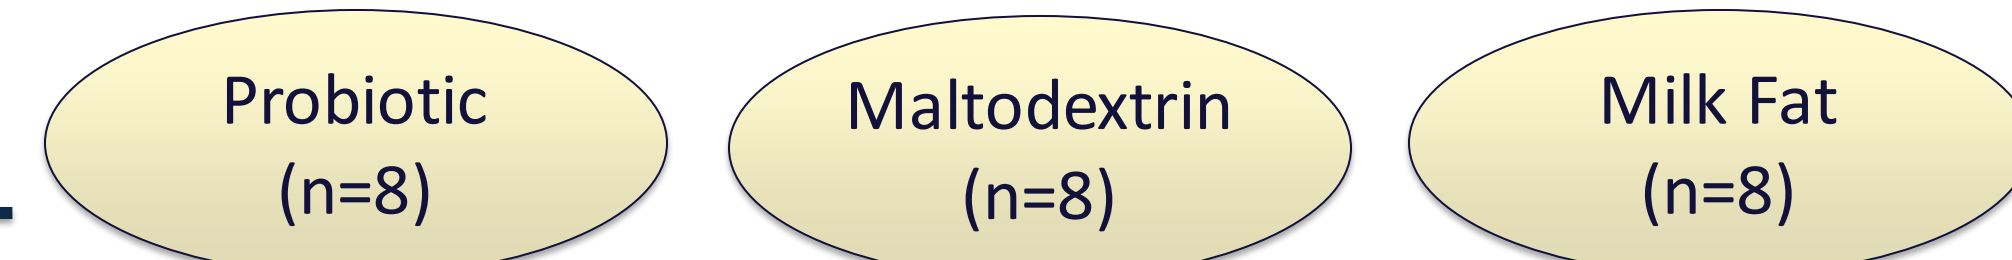 Probiotic
(n=8)
Maltodextrin
(n=8)
Milk Fat
(n=8)